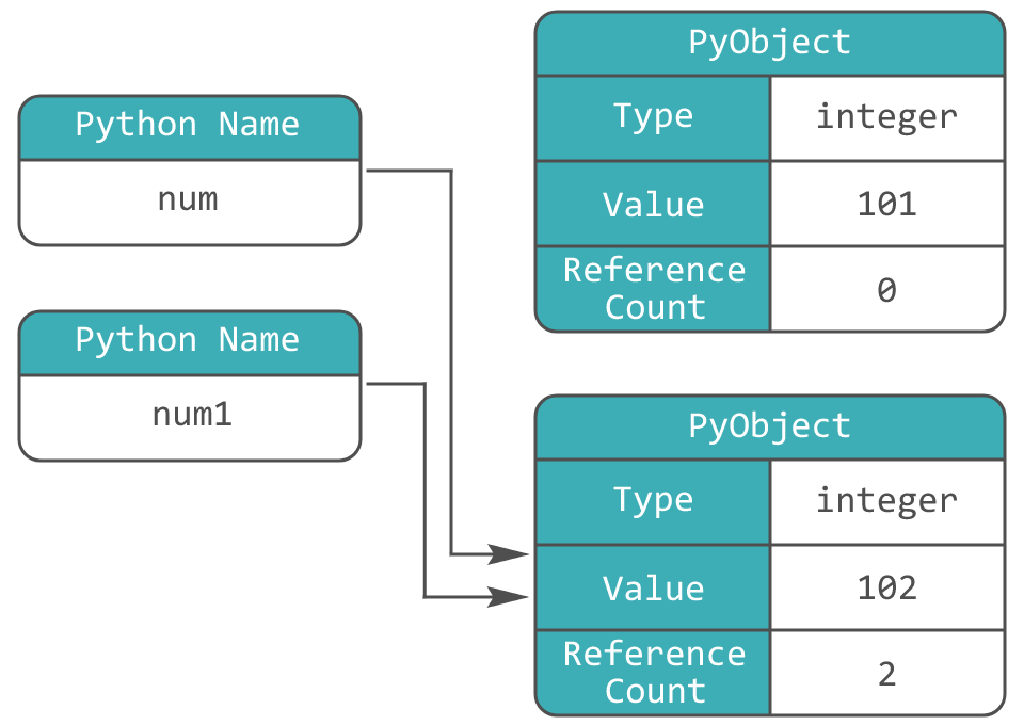 Python Name
num
Python Name
num1
PyObject
Type integer
Value 101
Reference
Count 0
PyObject
Type integer
Value 102
Reference
Count 2